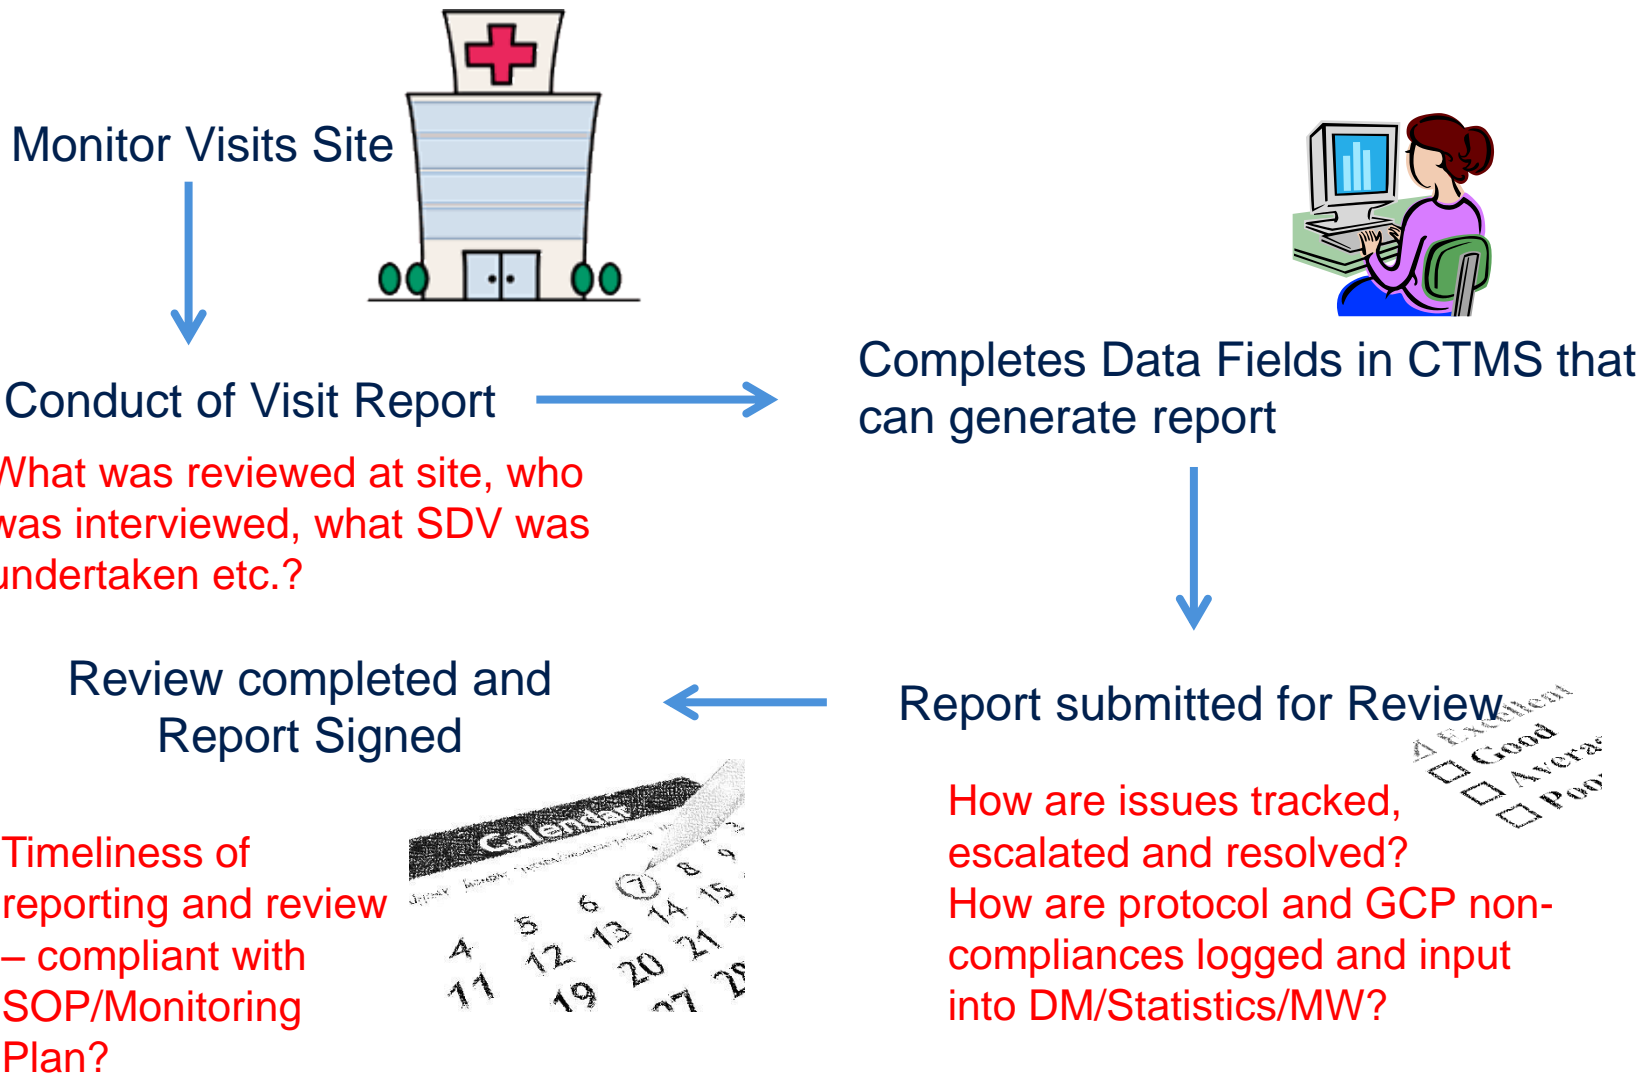 Monitor Visits Site
Conduct of Visit Report
What was reviewed at site, who
was interviewed, what SDV was
undertaken etc.?
Completes Data Fields in CTMS that
can generate report
Report submitted for Review
Excellent
Good
Poor
How are issues tracked,
escalated and resolved?
How are protocol and GCP non-
compliances logged and input
into DM/Statistics/MW?
Review completed and
Report Signed
Timeliness of
reporting and review
– compliant with
SOP/Monitoring
Plan?
Calendar
4 5 6 7 8 9
11 12 13 14 15
19 20 21
27 28